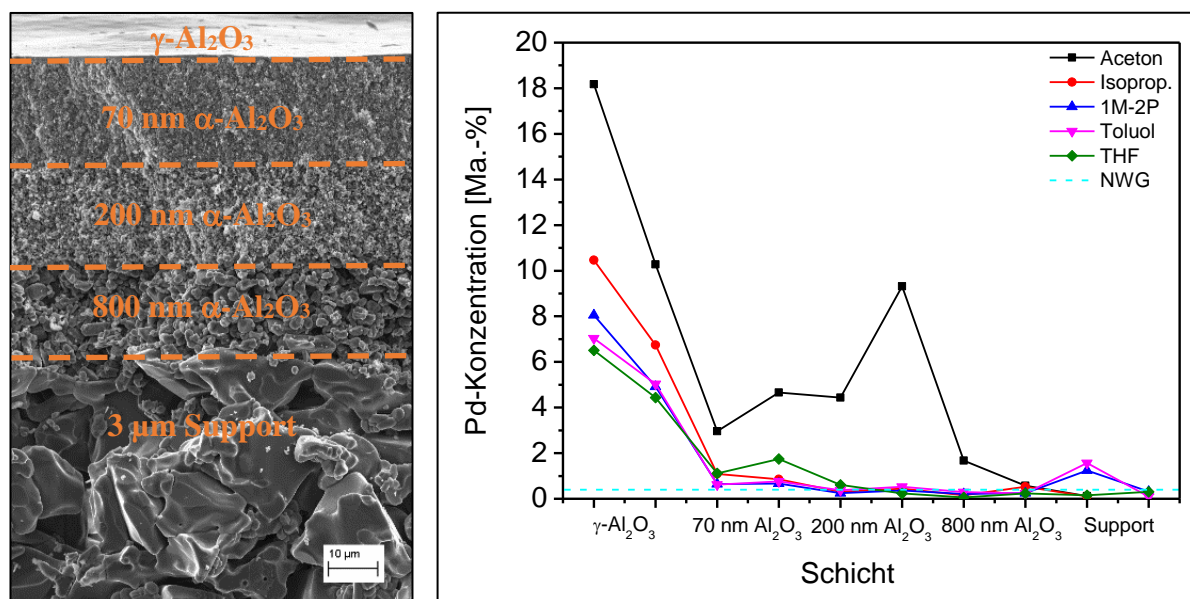 γ-Al₂O₃
70 nm α-Al₂O₃
200 nm α-Al₂O₃
800 nm α-Al₂O₃
3 µm Support
10 µm
Pd-Konzentration [Ma.-%]
20
18
16
14
12
10
8
6
4
2
0
Aceton
Isoprop.
1M-2P
Toluol
THF
NWG
γ-Al₂O₃ 70 nm Al₂O₃ 200 nm Al₂O₃ 800 nm Al₂O₃ Support
Schicht